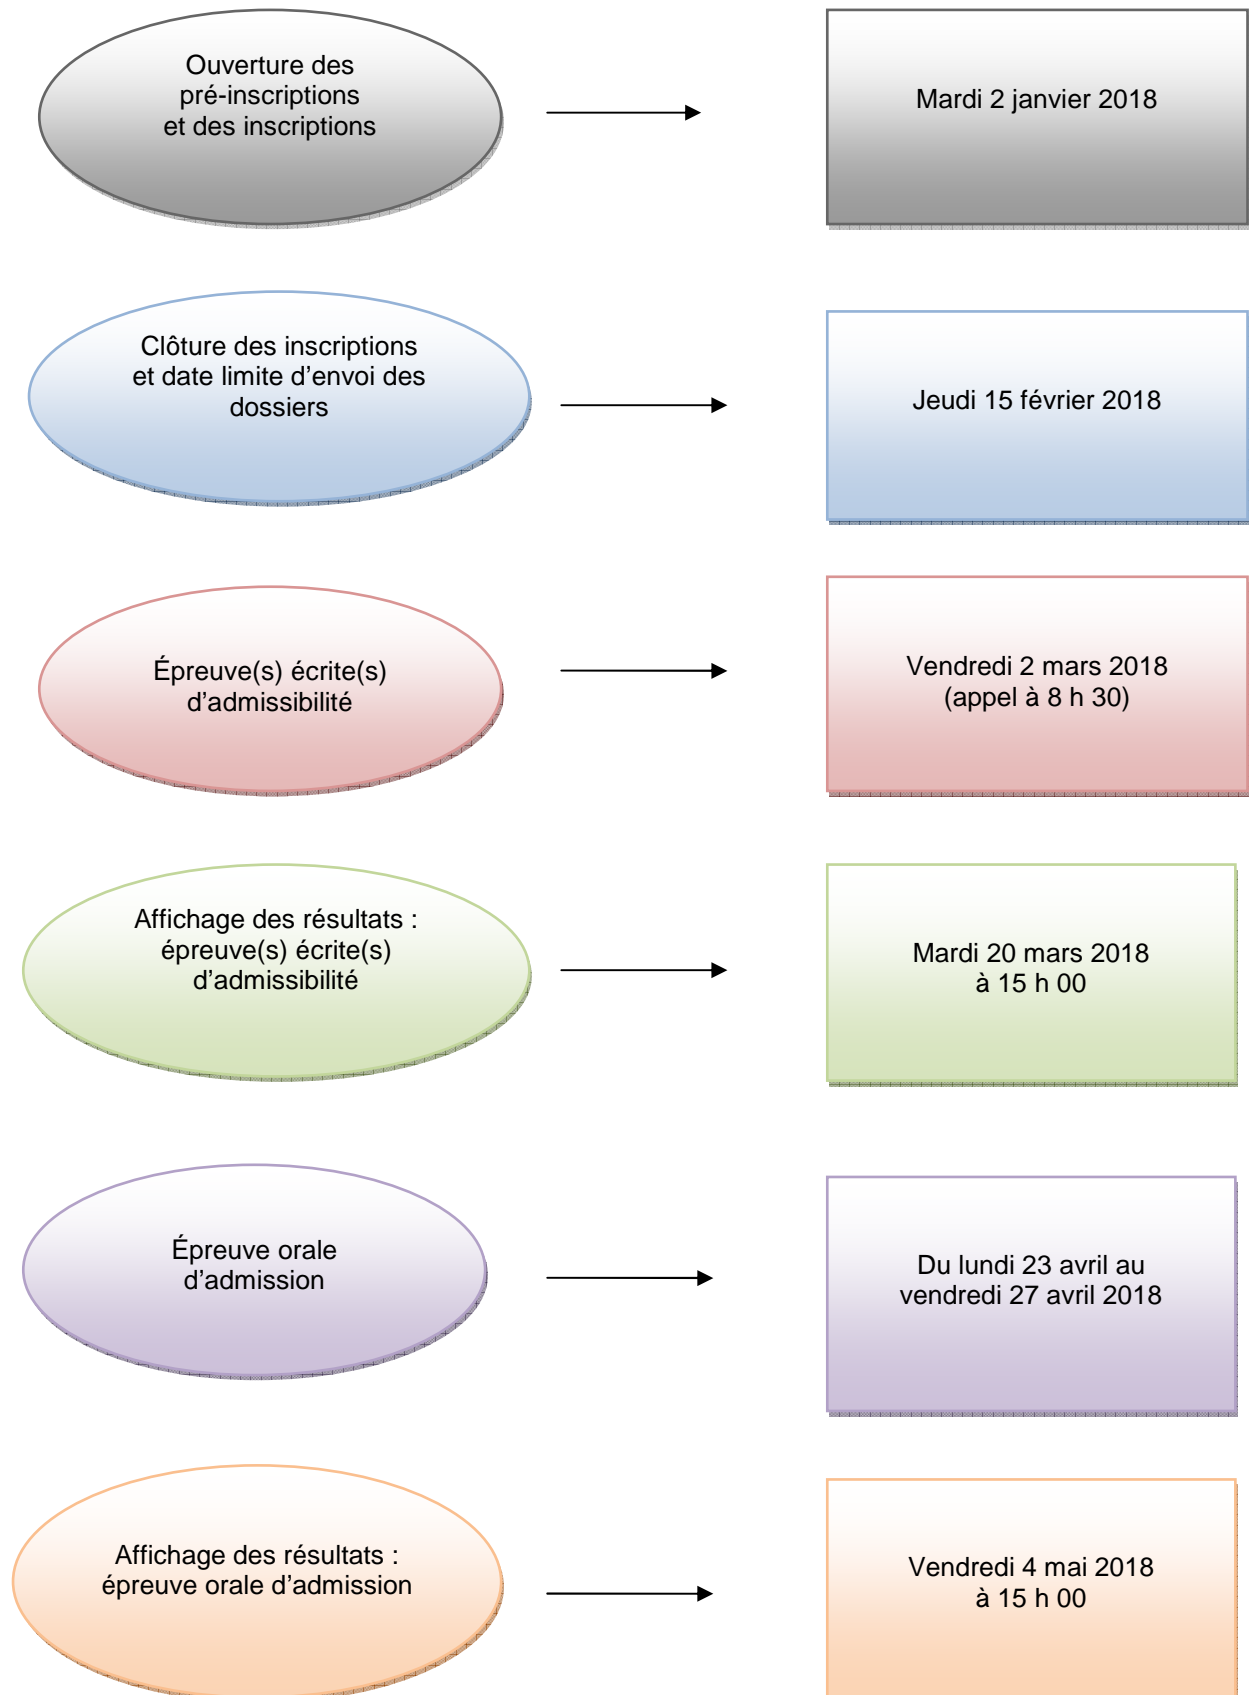 Ouverture des
pré-inscriptions
et des inscriptions
Mardi 2 janvier 2018
Clôture des inscriptions
et date limite d’envoi des
dossiers
Jeudi 15 février 2018
Épreuve(s) écrite(s)
d’admissibilité
Vendredi 2 mars 2018
(appel à 8 h 30)
Affichage des résultats :
épreuve(s) écrite(s)
d’admissibilité
Mardi 20 mars 2018
à 15 h 00
Épreuve orale
d’admission
Du lundi 23 avril au
vendredi 27 avril 2018
Affichage des résultats :
épreuve orale d’admission
Vendredi 4 mai 2018
à 15 h 00